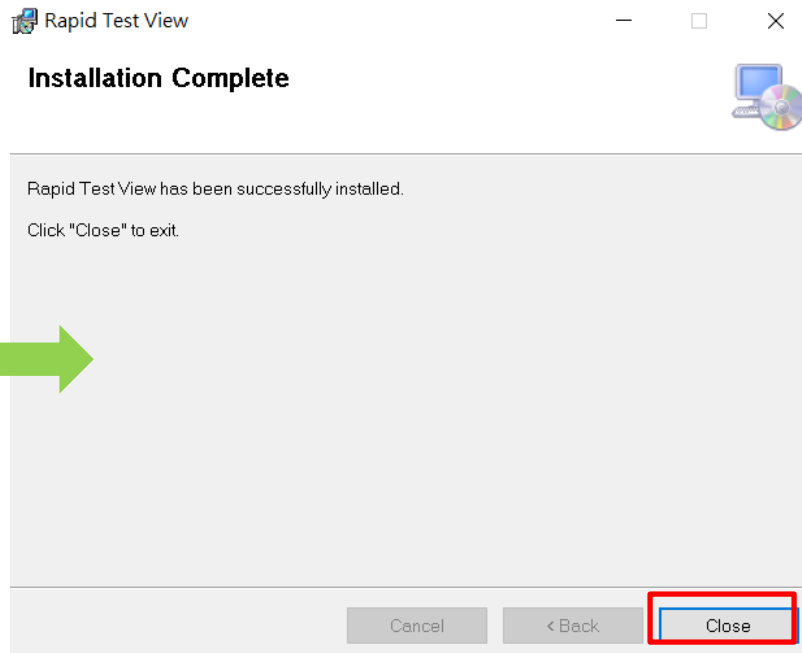 Rapid Test View
Installation Complete
Rapid Test View has been successfully installed.
Click "Close" to exit.
Cancel
< Back
Close